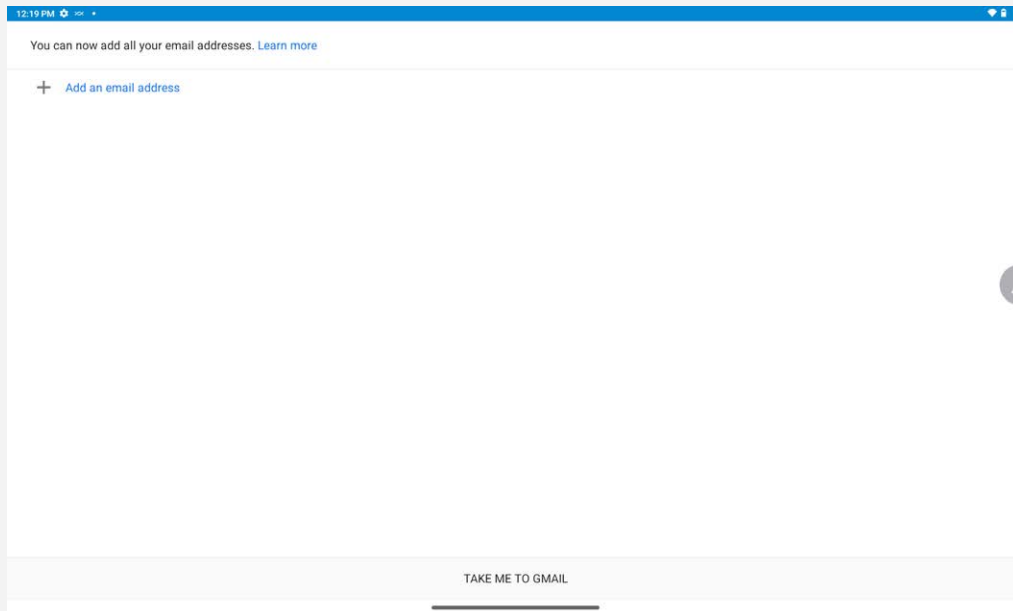 12:19 PM
You can now add all your email addresses. Learn more
Add an email address
TAKE ME TO GMAIL